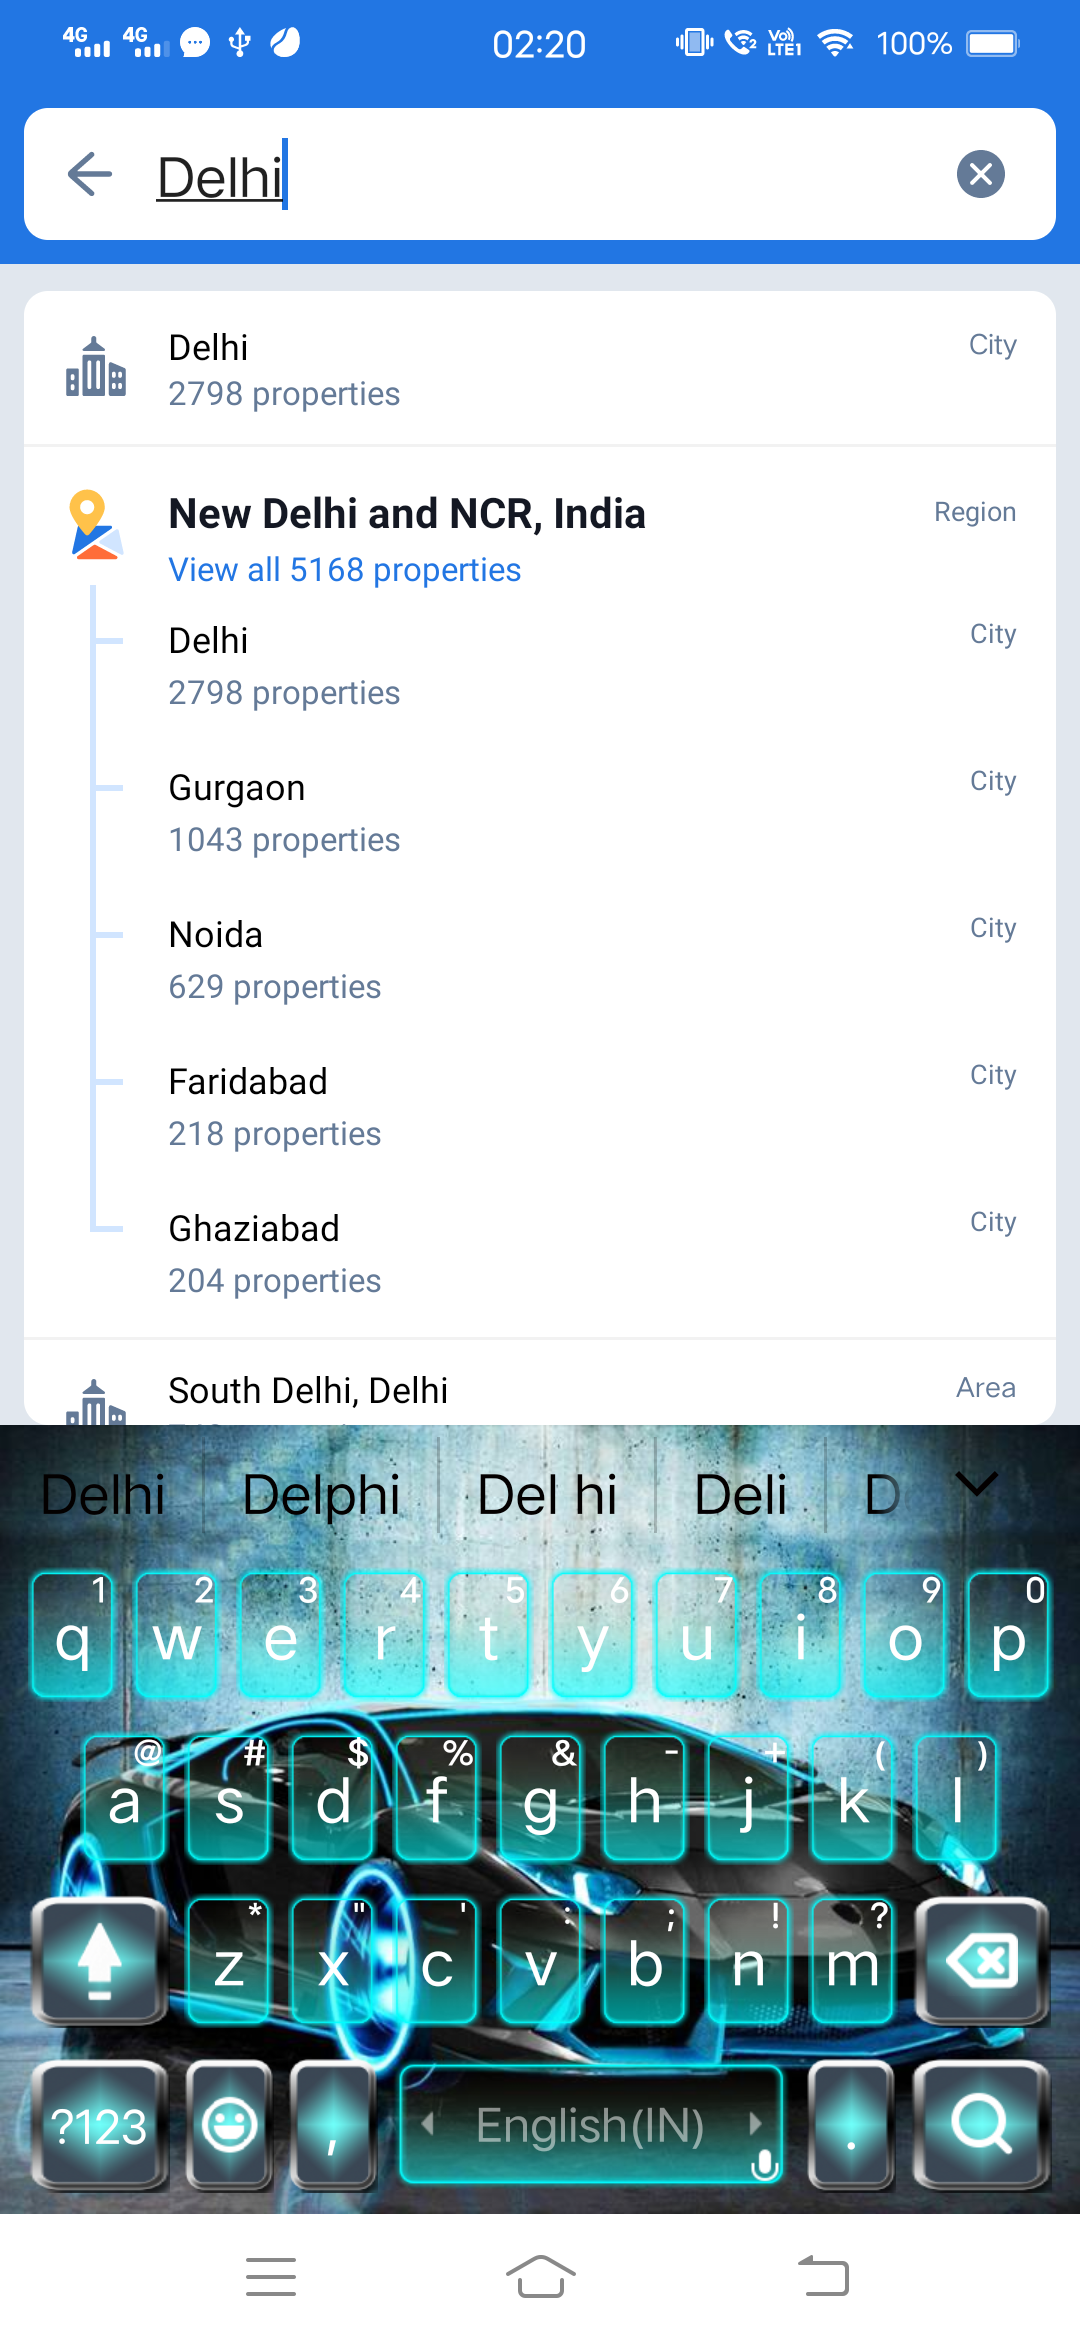 4G 4G 02:20 Vo) LTE1 2 100%
Delhi
Delhi City
2798 properties
New Delhi and NCR, India Region
View all 5168 properties
Delhi City
2798 properties
Gurgaon City
1043 properties
Noida City
629 properties
Faridabad City
218 properties
Ghaziabad City
204 properties
South Delhi, Delhi Area
Delhi Delphi Del hi Deli D
1 2 3 4 5 6 7 8 9 0
q w e r t y u i o p
@ # $ % & - + ( )
a s d f g h j k l
* " ' : ; ! ?
z x c v b n m
?123 , English(IN) .